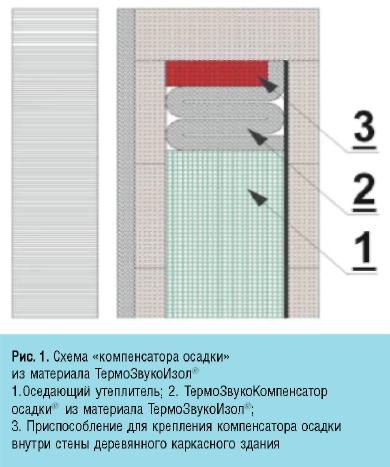 3
2
1
Рис. 1. Схема «компенсатора осадки»
из материала ТермоЗвукоИзол®
1.Оседающий утеплитель; 2. ТермоЗвукоКомпенсатор
осадки® из материала ТермоЗвукоИзол®;
3. Приспособление для крепления компенсатора осадки
внутри стены деревянного каркасного здания